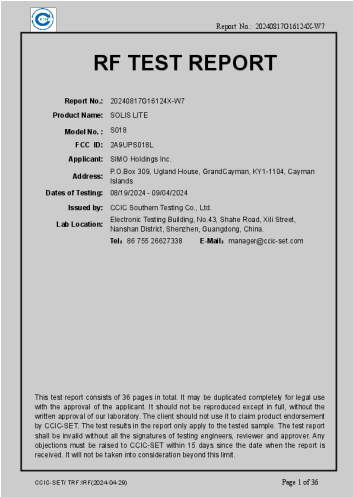 CCIC
Report No.: 20240817G16124X-W7
RF TEST REPORT
Report No.: 20240817G16124X-W7
Product Name: SOLIS LITE
Model No. : S018
FCC ID: 2A9UPS018L
Applicant: SIMO Holdings Inc.
Address: P.O.Box 309, Ugland House, GrandCayman, KY1-1104, Cayman
Islands
Dates of Testing: 08/19/2024 - 09/04/2024
Issued by: CCIC Southern Testing Co., Ltd.
Lab Location: Electronic Testing Building, No.43, Shahe Road, Xili Street,
Nanshan District, Shenzhen, Guangdong, China.
Tel: 86 755 26627338 E-Mail: manager@ccic-set.com
This test report consists of 36 pages in total. It may be duplicated completely for legal use
with the approval of the applicant. It should not be reproduced except in full, without the
written approval of our laboratory. The client should not use it to claim product endorsement
by CCIC-SET. The test results in the report only apply to the tested sample. The test report
shall be invalid without all the signatures of testing engineers, reviewer and approver. Any
objections must be raised to CCIC-SET within 15 days since the date when the report is
received. It will not be taken into consideration beyond this limit.
CCIC-SET/ TRF:RF(2024-04-29) Page 1 of 36